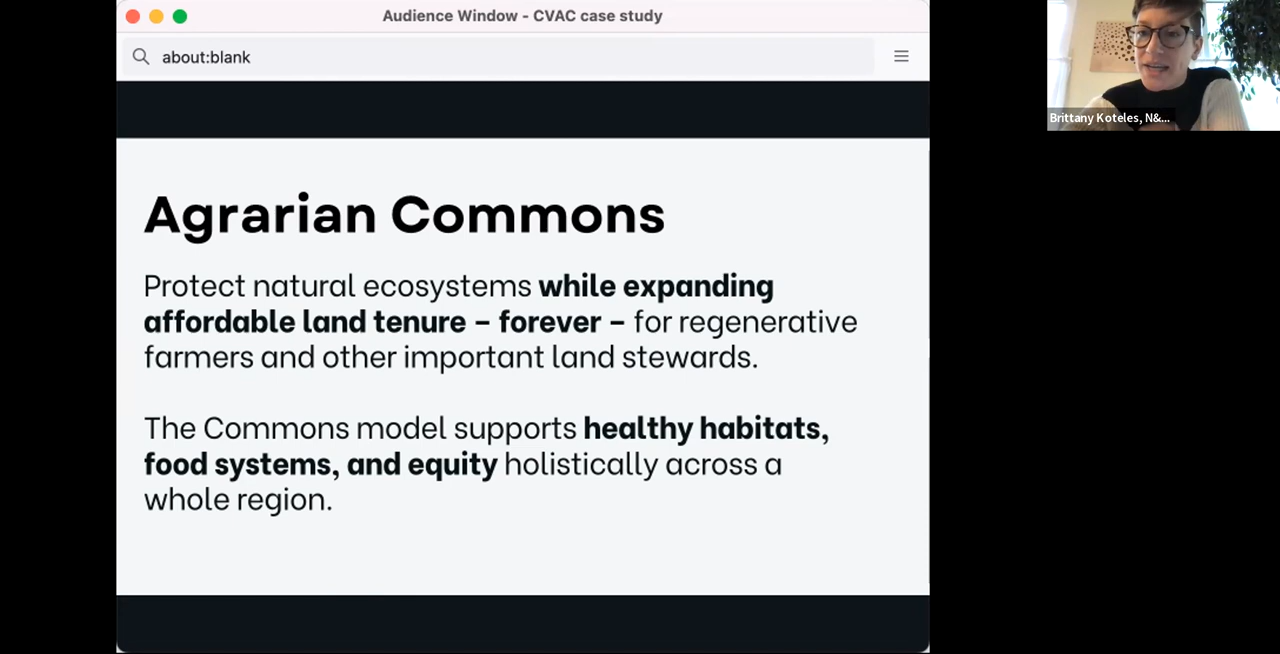 Audience Window - CVAC case study
about:blank
Brittany Koteles, N&...
Agrarian Commons
Protect natural ecosystems while expanding
affordable land tenure – forever – for regenerative
farmers and other important land stewards.
The Commons model supports healthy habitats,
food systems, and equity holistically across a
whole region.